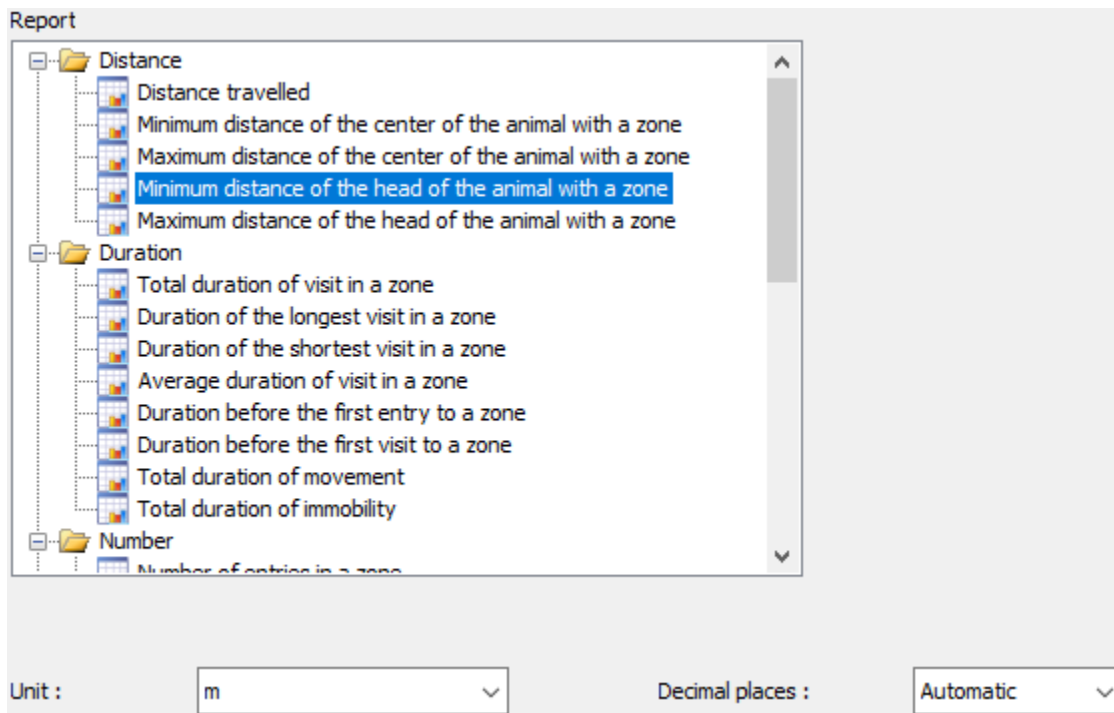 Report
Distance
Distance travelled
Minimum distance of the center of the animal with a zone
Maximum distance of the center of the animal with a zone
Minimum distance of the head of the animal with a zone
Maximum distance of the head of the animal with a zone
Duration
Total duration of visit in a zone
Duration of the longest visit in a zone
Duration of the shortest visit in a zone
Average duration of visit in a zone
Duration before the first entry to a zone
Duration before the first visit to a zone
Total duration of movement
Total duration of immobility
Number
Number of entries in a zone
Unit : m Decimal places : Automatic